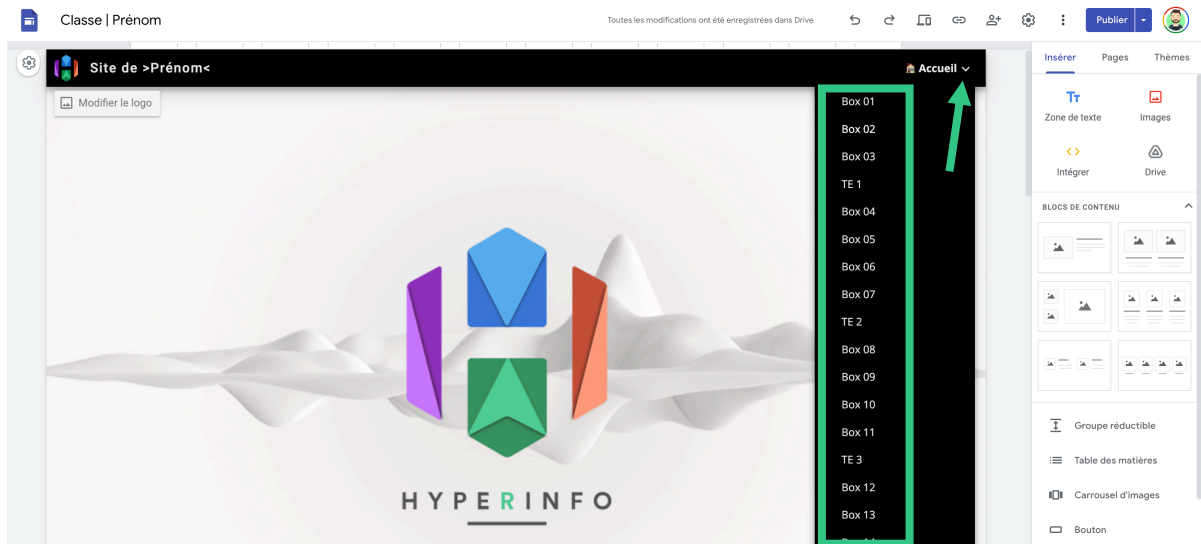 Classe | Prénom
Toutes les modifications ont été enregistrées dans Drive
Publier
Site de >Prénom<
Accueil
Modifier le logo
Box 01
Box 02
Box 03
TE 1
Box 04
Box 05
Box 06
Box 07
TE 2
Box 08
Box 09
Box 10
Box 11
TE 3
Box 12
Box 13
HYPERINFO
Insérer Pages Thèmes
Zone de texte
Images
Intégrer
Drive
BLOCS DE CONTENU
Groupe réductible
Table des matières
Carrousel d'images
Bouton